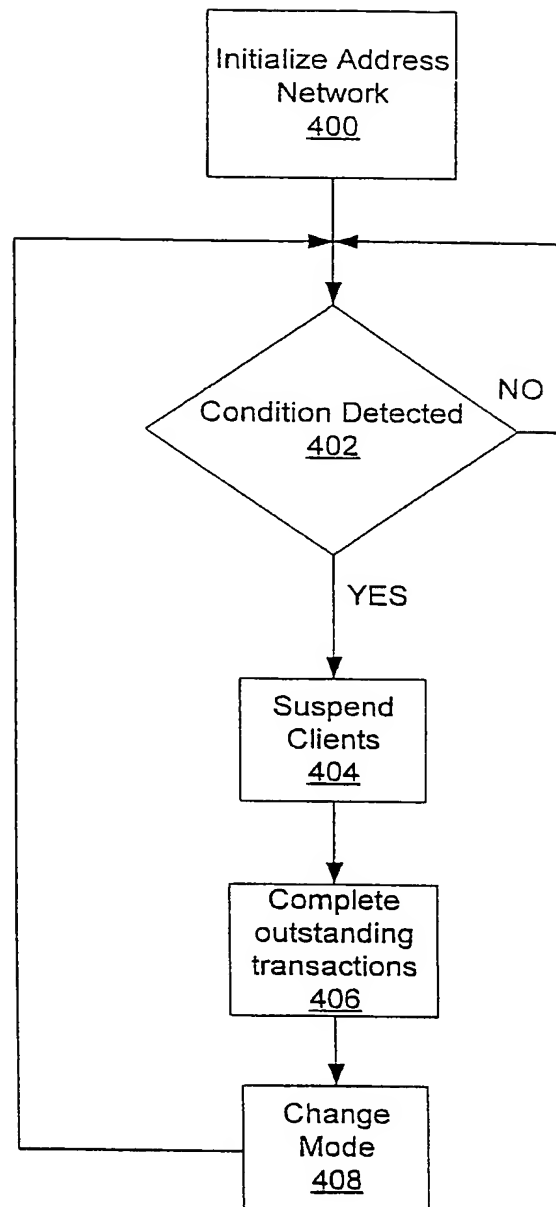 Initialize Address
Network
400
Condition Detected
402
NO
YES
Suspend
Clients
404
Complete
outstanding
transactions
406
Change
Mode
408